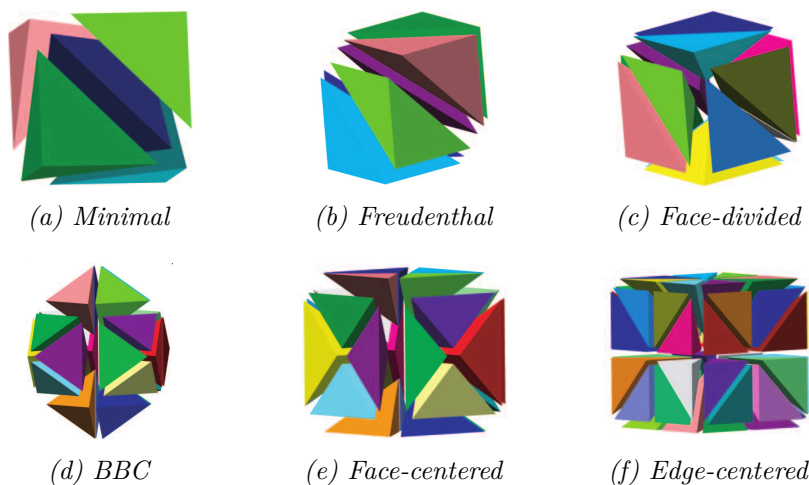 (a) Minimal
(b) Freudenthal
(c) Face-divided
(d) BBC
(e) Face-centered
(f) Edge-centered